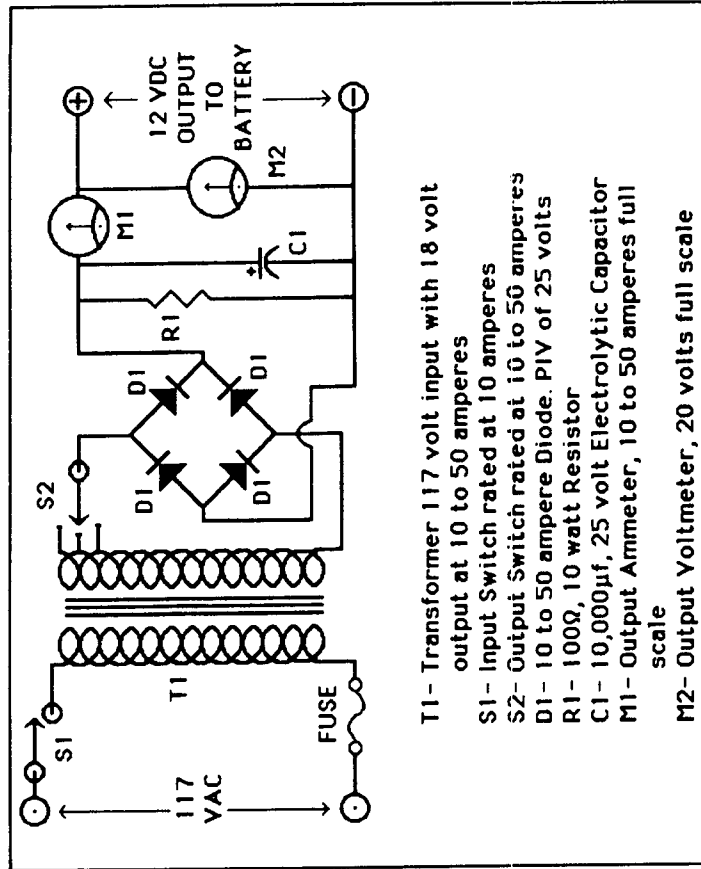 12 VDC
OUTPUT
TO
BATTERY
+
−
M1
M2
C1
+
R1
D1
D1
D1
D1
S2
T1
S1
117
VAC
FUSE
T1- Transformer 117 volt input with 18 volt
output at 10 to 50 amperes
S1- Input Switch rated at 10 amperes
S2- Output Switch rated at 10 to 50 amperes
D1- 10 to 50 ampere Diode. PIV of 25 volts
R1- 100Ω, 10 watt Resistor
C1- 10,000µf, 25 volt Electrolytic Capacitor
M1- Output Ammeter, 10 to 50 amperes full
scale
M2- Output Voltmeter, 20 volts full scale